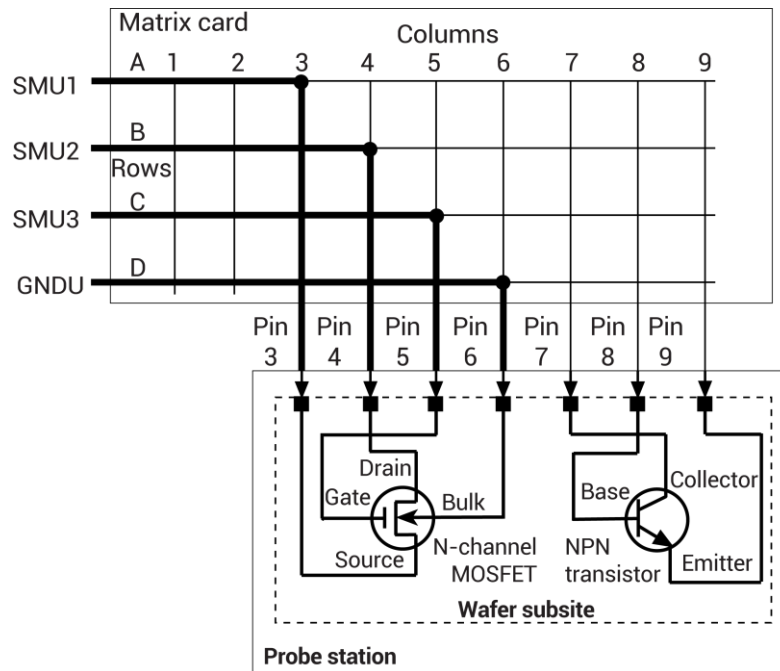 Matrix card
Columns
A 1 2 3 4 5 6 7 8 9
SMU1
B
SMU2
Rows
C
SMU3
D
GNDU
Pin Pin Pin Pin Pin Pin Pin
3 4 5 6 7 8 9
Drain
Collector
Gate
Base
Bulk
Source
N-channel
MOSFET
NPN
transistor
Emitter
Wafer subsite
Probe station